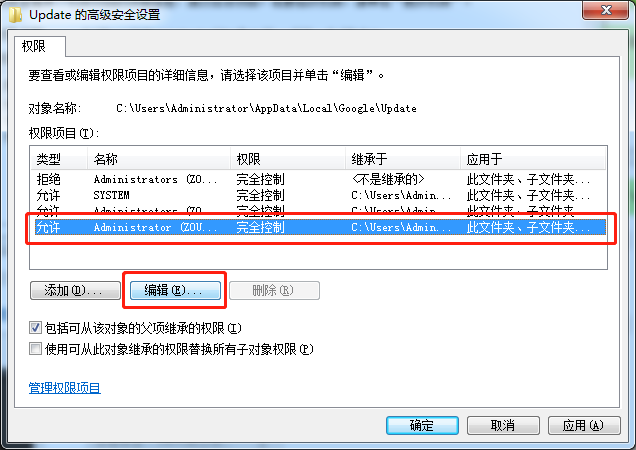 Update 的高级安全设置
权限
要查看或编辑权限项目的详细信息，请选择该项目并单击“编辑”。
对象名称: C:\Users\Administrator\AppData\Local\Google\Update
权限项目(T):
类型 名称 权限 继承于 应用于
拒绝 Administrators (ZO... 完全控制 <不是继承的> 此文件夹、子文件夹...
允许 SYSTEM 完全控制 C:\Users\Admin... 此文件夹、子文件夹...
允许 Administrators (ZO... 完全控制 C:\Users\Admin... 此文件夹、子文件夹...
允许 Administrator (ZOU... 完全控制 C:\Users\Admin... 此文件夹、子文件夹...
添加(D)... 编辑(E)... 删除(R)
包括可从该对象的父项继承的权限(I)
使用可从此对象继承的权限替换所有子对象权限(P)
管理权限项目
确定 取消 应用(A)